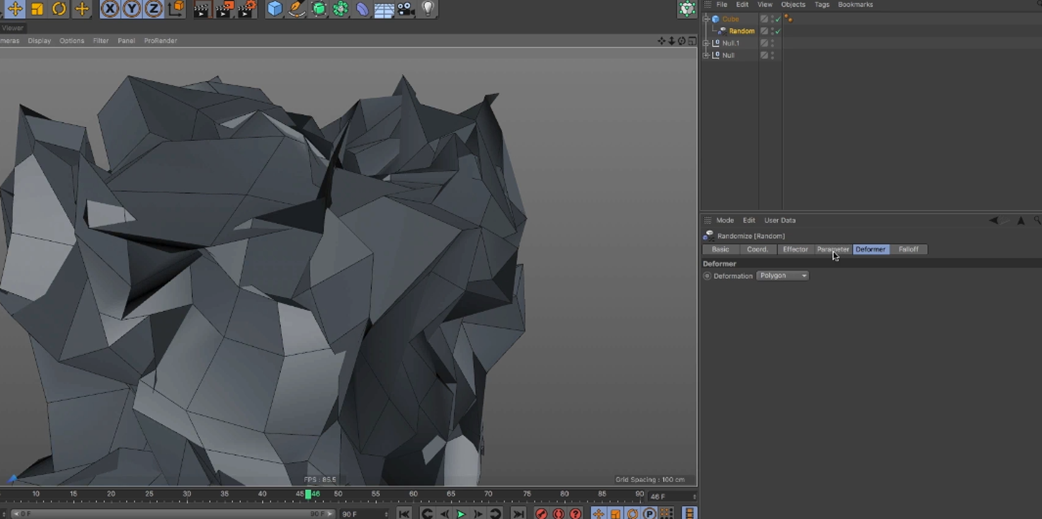 X Y Z
File Edit View Objects Tags Bookmarks
Viewer
Cube
Random
Null.1
Null
meras Display Options Filter Panel ProRender
Mode Edit User Data
Randomize [Random]
Basic Coord. Effector Parameter Deformer Falloff
Deformer
Deformation Polygon
FPS : 85.5
Grid Spacing : 100 cm
10 15 20 25 30 35 40 45 46 50 55 60 65 70 75 80 85 90 46 F
0 F 90 F 90 F
P